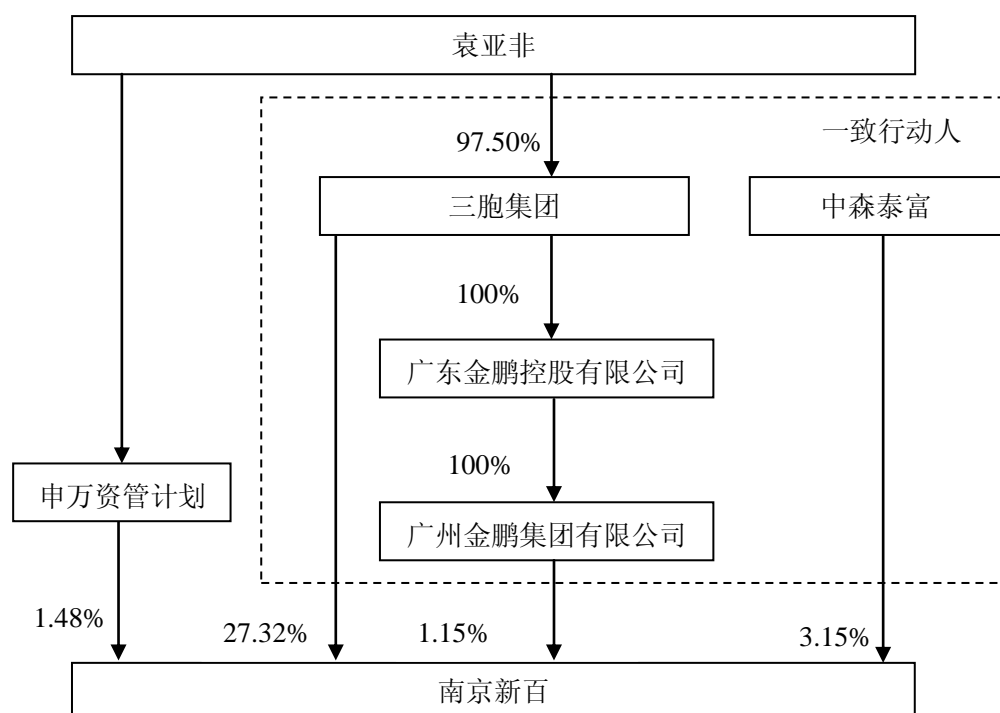 袁亚非
一致行动人
97.50%
三胞集团
中森泰富
100%
广东金鹏控股有限公司
100%
申万资管计划
广州金鹏集团有限公司
1.48%
27.32%
1.15%
3.15%
南京新百